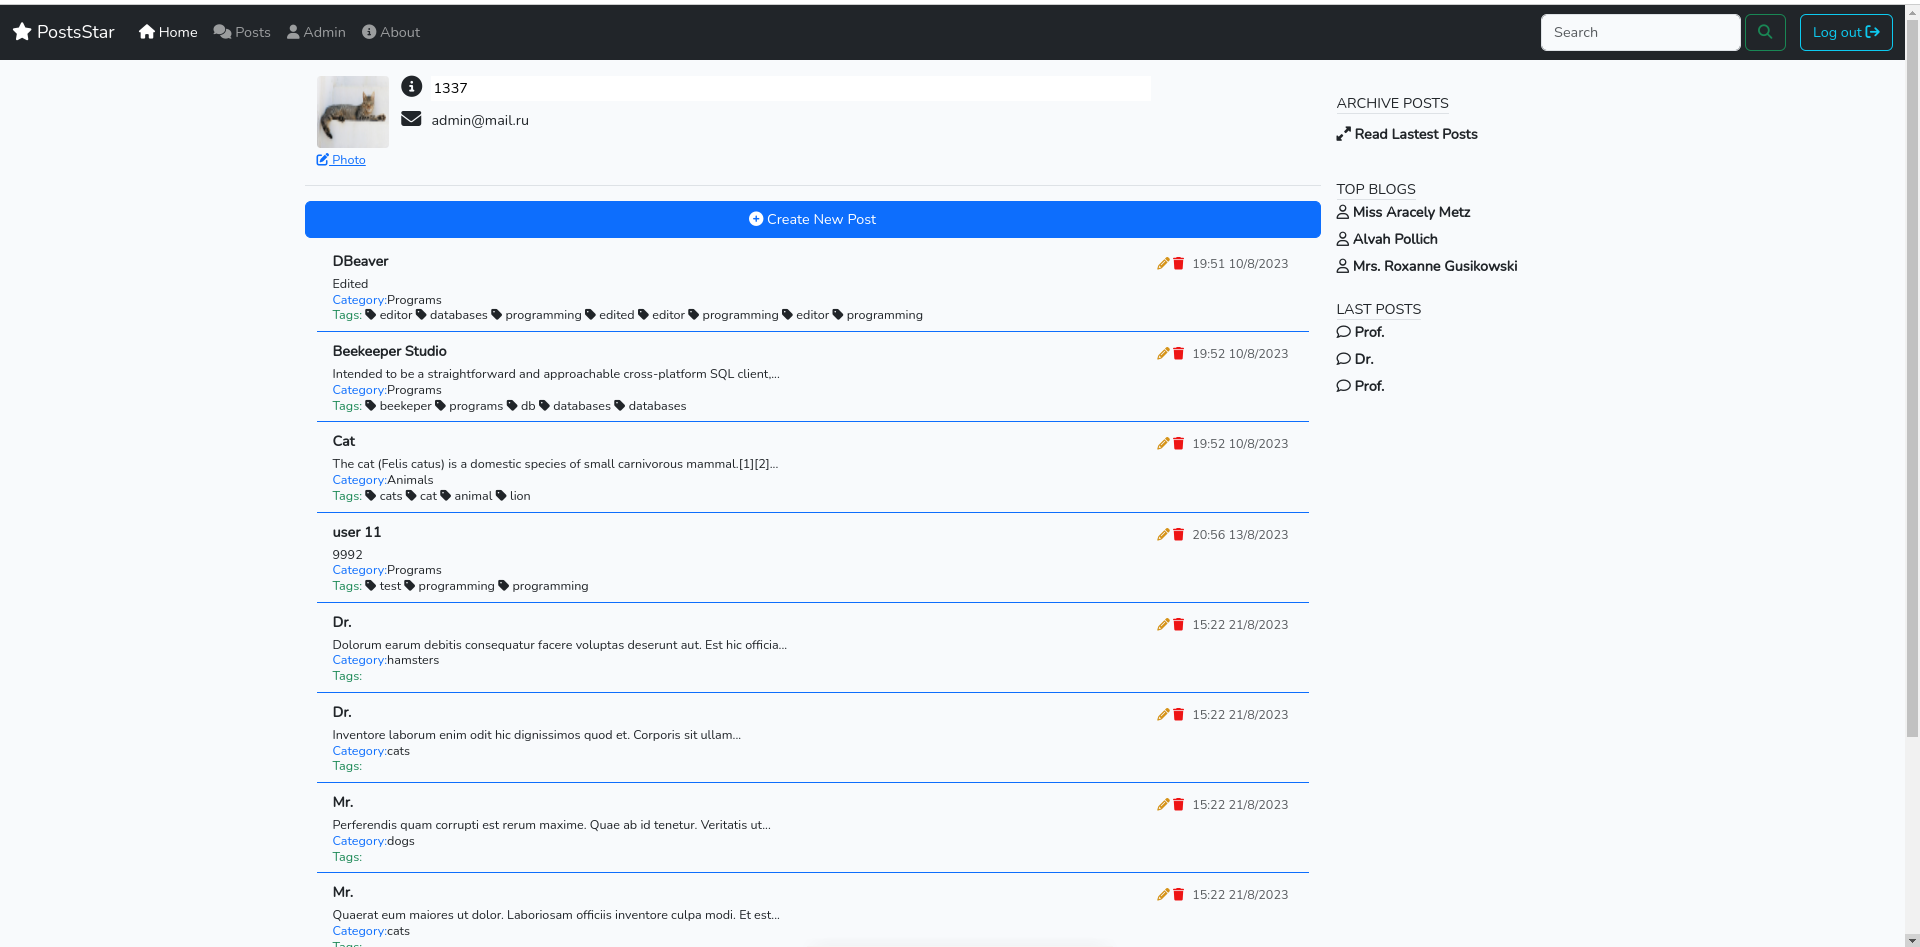 PostsStar Home Posts Admin About Search Log out
1337
admin@mail.ru
Photo
Create New Post
DBeaver 19:51 10/8/2023
Edited
Category:Programs
Tags: editor databases programming edited editor programming editor programming
Beekeeper Studio 19:52 10/8/2023
Intended to be a straightforward and approachable cross-platform SQL client,...
Category:Programs
Tags: beekeper programs db databases databases
Cat 19:52 10/8/2023
The cat (Felis catus) is a domestic species of small carnivorous mammal.[1][2]...
Category:Animals
Tags: cats cat animal lion
user 11 20:56 13/8/2023
9992
Category:Programs
Tags: test programming programming
Dr. 15:22 21/8/2023
Dolorum earum debitis consequatur facere voluptas deserunt aut. Est hic officia...
Category:hamsters
Tags:
Dr. 15:22 21/8/2023
Inventore laborum enim odit hic dignissimos quod et. Corporis sit ullam...
Category:cats
Tags:
Mr. 15:22 21/8/2023
Perferendis quam corrupti est rerum maxime. Quae ab id tenetur. Veritatis ut...
Category:dogs
Tags:
Mr. 15:22 21/8/2023
Quaerat eum maiores ut dolor. Laboriosam officiis inventore culpa modi. Et est...
Category:cats
Tags:
ARCHIVE POSTS
Read Lastest Posts
TOP BLOGS
Miss Aracely Metz
Alvah Pollich
Mrs. Roxanne Gusikowski
LAST POSTS
Prof.
Dr.
Prof.